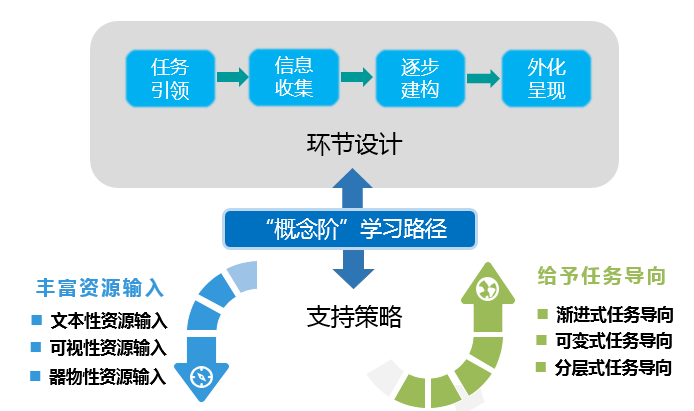 任务
引领
信息
收集
逐步
建构
外化
呈现
环节设计
“概念阶”学习路径
支持策略
丰富资源输入
■ 文本性资源输入
■ 可视性资源输入
■ 器物性资源输入
给予任务导向
■ 渐进式任务导向
■ 可变式任务导向
■ 分层式任务导向